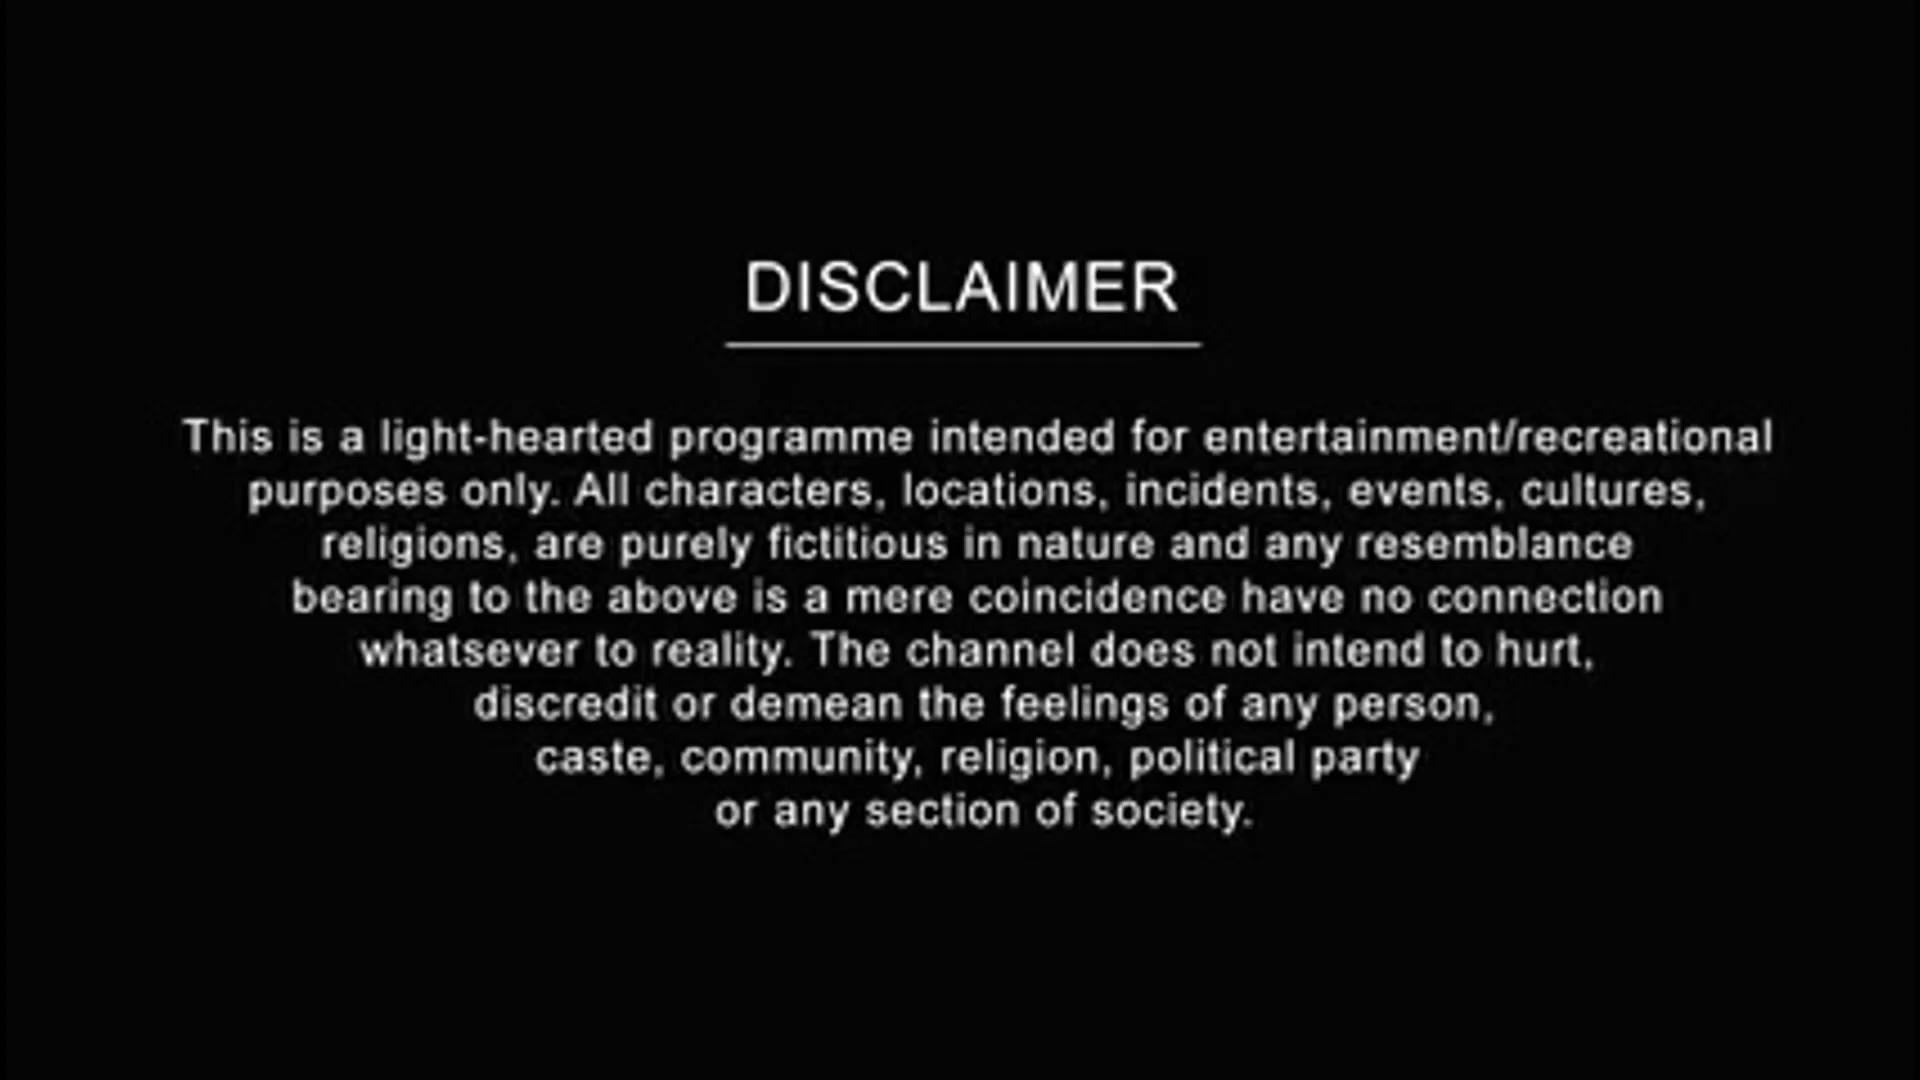 DISCLAIMER
This is a light-hearted programme intended for entertainment/recreational
purposes only. All characters, locations, incidents, events, cultures,
religions, are purely fictitious in nature and any resemblance
bearing to the above is a mere coincidence have no connection
whatsever to reality. The channel does not intend to hurt,
discredit or demean the feelings of any person,
caste, community, religion, political party
or any section of society.